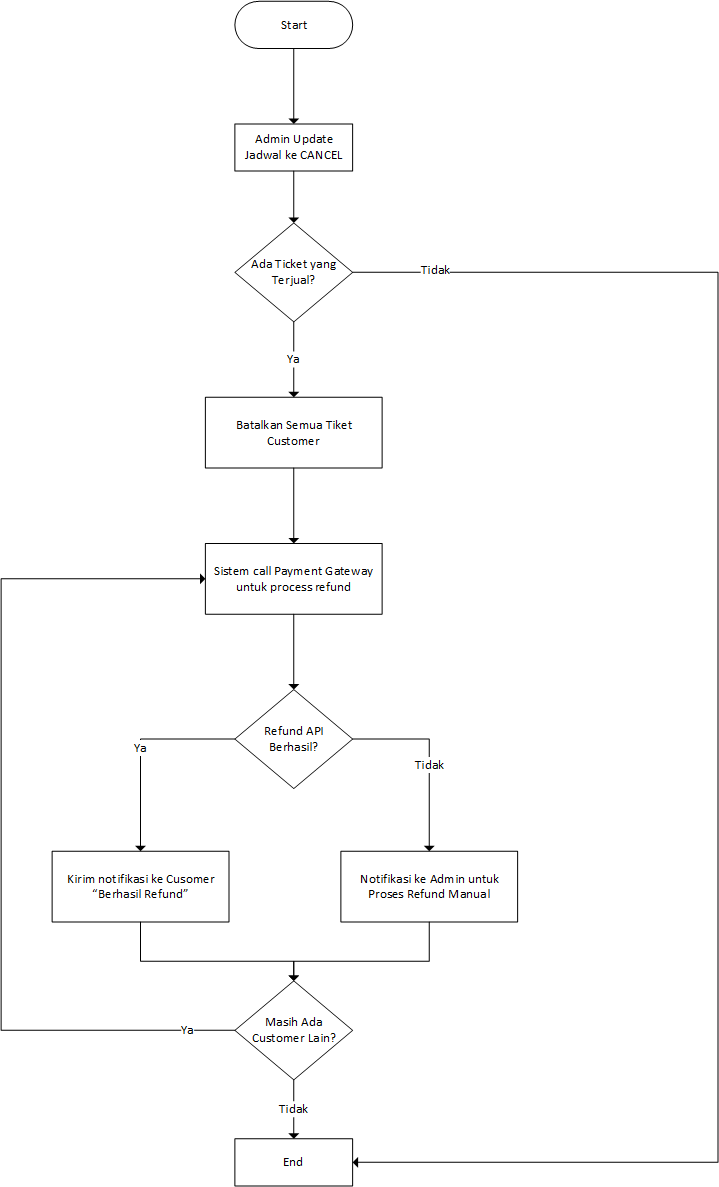 Start
Admin Update
Jadwal ke CANCEL
Ada Ticket yang
Terjual?
Tidak
Ya
Batalkan Semua Tiket
Customer
Sistem call Payment Gateway
untuk process refund
Refund API
Berhasil?
Ya
Tidak
Kirim notifikasi ke Cusomer
“Berhasil Refund”
Notifikasi ke Admin untuk
Proses Refund Manual
Masih Ada
Customer Lain?
Ya
Tidak
End